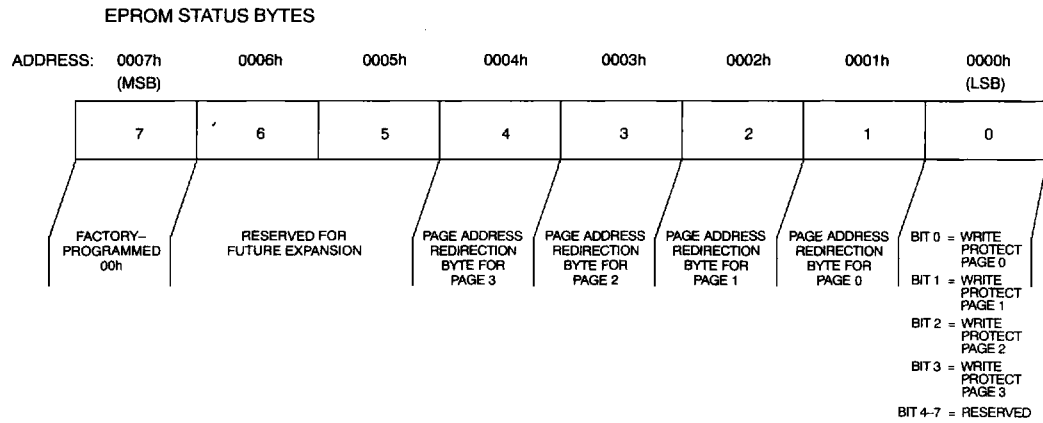 EPROM STATUS BYTES
ADDRESS: 0007h 0006h 0005h 0004h 0003h 0002h 0001h 0000h
(MSB) (LSB)
7 6 5 4 3 2 1 0
FACTORY–
PROGRAMMED
00h
RESERVED FOR
FUTURE EXPANSION
PAGE ADDRESS
REDIRECTION
BYTE FOR
PAGE 3
PAGE ADDRESS
REDIRECTION
BYTE FOR
PAGE 2
PAGE ADDRESS
REDIRECTION
BYTE FOR
PAGE 1
PAGE ADDRESS
REDIRECTION
BYTE FOR
PAGE 0
BIT 0 = WRITE
PROTECT
PAGE 0
BIT 1 = WRITE
PROTECT
PAGE 1
BIT 2 = WRITE
PROTECT
PAGE 2
BIT 3 = WRITE
PROTECT
PAGE 3
BIT 4–7 = RESERVED